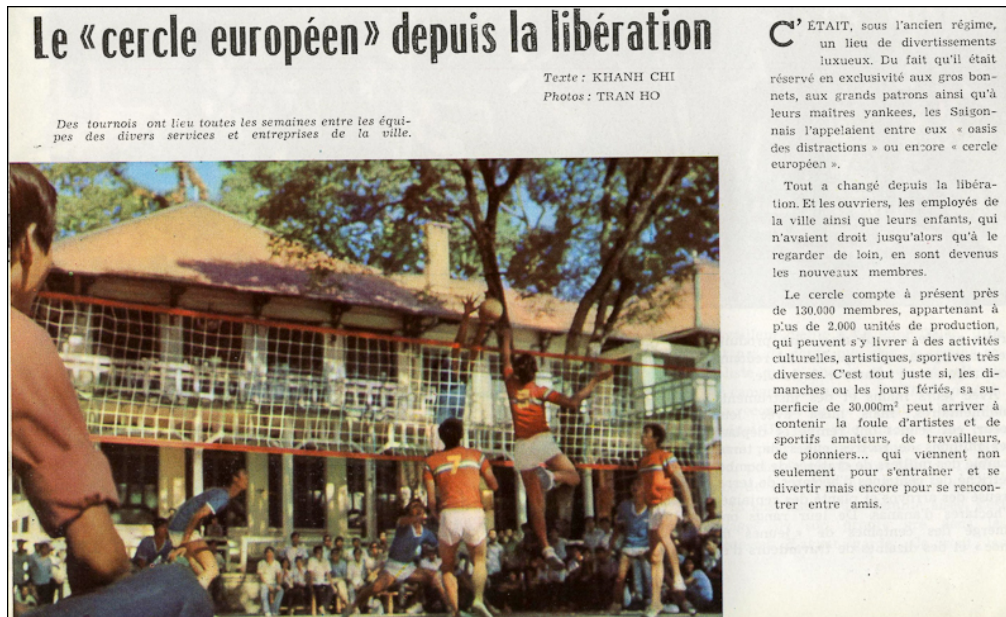 Le « cercle européen » depuis la libération
Texte : KHANH CHI
Photos : TRAN HO
Des tournois ont lieu toutes les semaines entre les équi-
pes des divers services et entreprises de la ville.
C'ÉTAIT, sous l'ancien régime,
un lieu de divertissements
luxueux. Du fait qu'il était
réservé en exclusivité aux gros bon-
nets, aux grands patrons ainsi qu'à
leurs maîtres yankees, les Saigon-
nais l'appelaient entre eux « oasis
des distractions » ou encore « cercle
européen ».
Tout a changé depuis la libéra-
tion. Et les ouvriers, les employés de
la ville ainsi que leurs enfants, qui
n'avaient droit jusqu'alors qu'à le
regarder de loin, en sont devenus
les nouveaux membres.
Le cercle compte à présent près
de 130.000 membres, appartenant à
plus de 2.000 unités de production,
qui peuvent s'y livrer à des activités
culturelles, artistiques, sportives très
diverses. C'est tout juste si, les di-
manches ou les jours fériés, sa su-
perficie de 30.000m² peut arriver à
contenir la foule d'artistes et de
sportifs amateurs, de travailleurs,
de pionniers... qui viennent non
seulement pour s'entraîner et se
divertir mais encore pour se rencon-
trer entre amis.
7